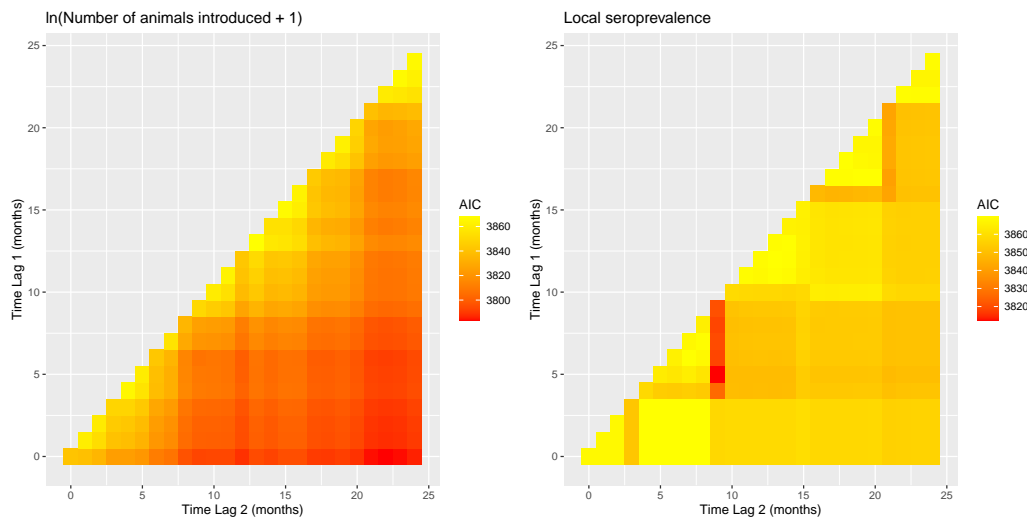 ln(Number of animals introduced + 1)
25
20
15
10
5
0
Time Lag 1 (months)
0 5 10 15 20 25
Time Lag 2 (months)
AIC
3860
3840
3820
3800
Local seroprevalence
25
20
15
10
5
0
Time Lag 1 (months)
0 5 10 15 20 25
Time Lag 2 (months)
AIC
3860
3850
3840
3830
3820